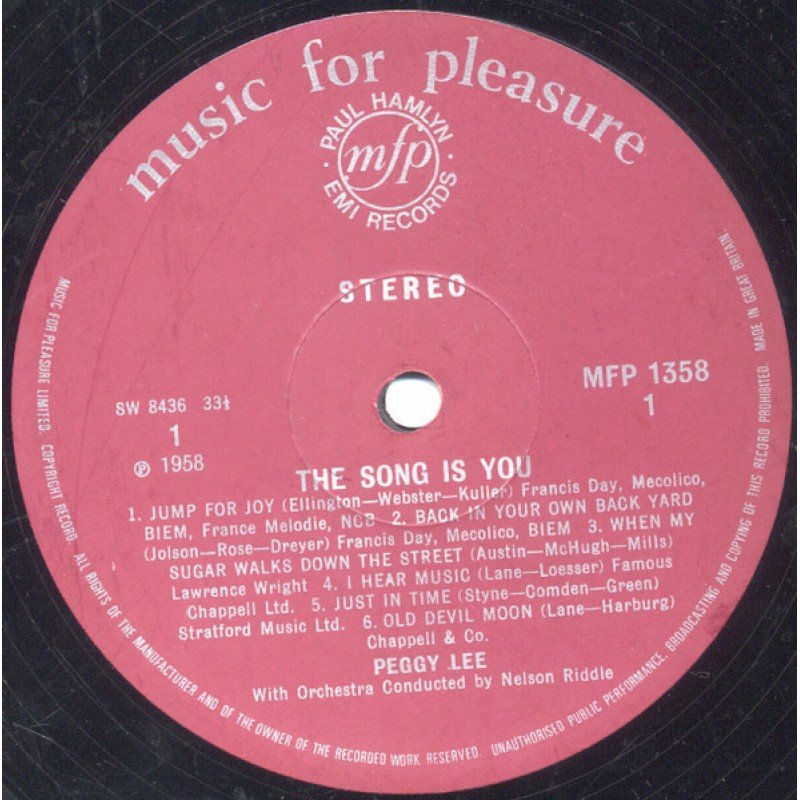 music for pleasure
· PAUL HAMLYN ·
mfp
EMI RECORDS
STEREO
SW 8436 33⅓
1
℗ 1958
MFP 1358
1
THE SONG IS YOU
1. JUMP FOR JOY (Ellington—Webster—Kuller) Francis Day, Mecolico,
BIEM, France Melodie, NCB 2. BACK IN YOUR OWN BACK YARD
(Jolson—Rose—Dreyer) Francis Day, Mecolico, BIEM 3. WHEN MY
SUGAR WALKS DOWN THE STREET (Austin—McHugh—Mills)
Lawrence Wright 4. I HEAR MUSIC (Lane—Loesser) Famous
Chappell Ltd. 5. JUST IN TIME (Styne—Comden—Green)
Stratford Music Ltd. 6. OLD DEVIL MOON (Lane—Harburg)
Chappell & Co.
PEGGY LEE
With Orchestra Conducted by Nelson Riddle
MUSIC FOR PLEASURE LIMITED. COPYRIGHT RECORD. ALL RIGHTS OF THE MANUFACTURER AND OF THE OWNER OF THE RECORDED WORK RESERVED. UNAUTHORISED PUBLIC PERFORMANCE, BROADCASTING AND COPYING OF THIS RECORD PROHIBITED. MADE IN GREAT BRITAIN.